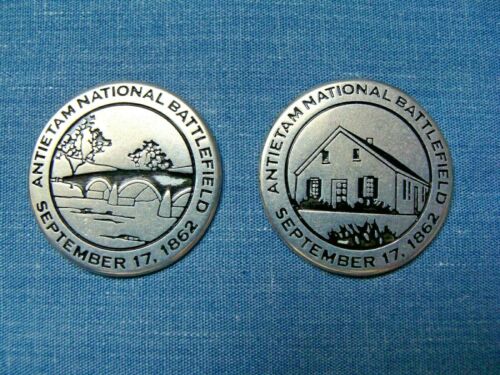 ANTIETAM NATIONAL BATTLEFIELD
SEPTEMBER 17, 1862
ANTIETAM NATIONAL BATTLEFIELD
SEPTEMBER 17, 1862